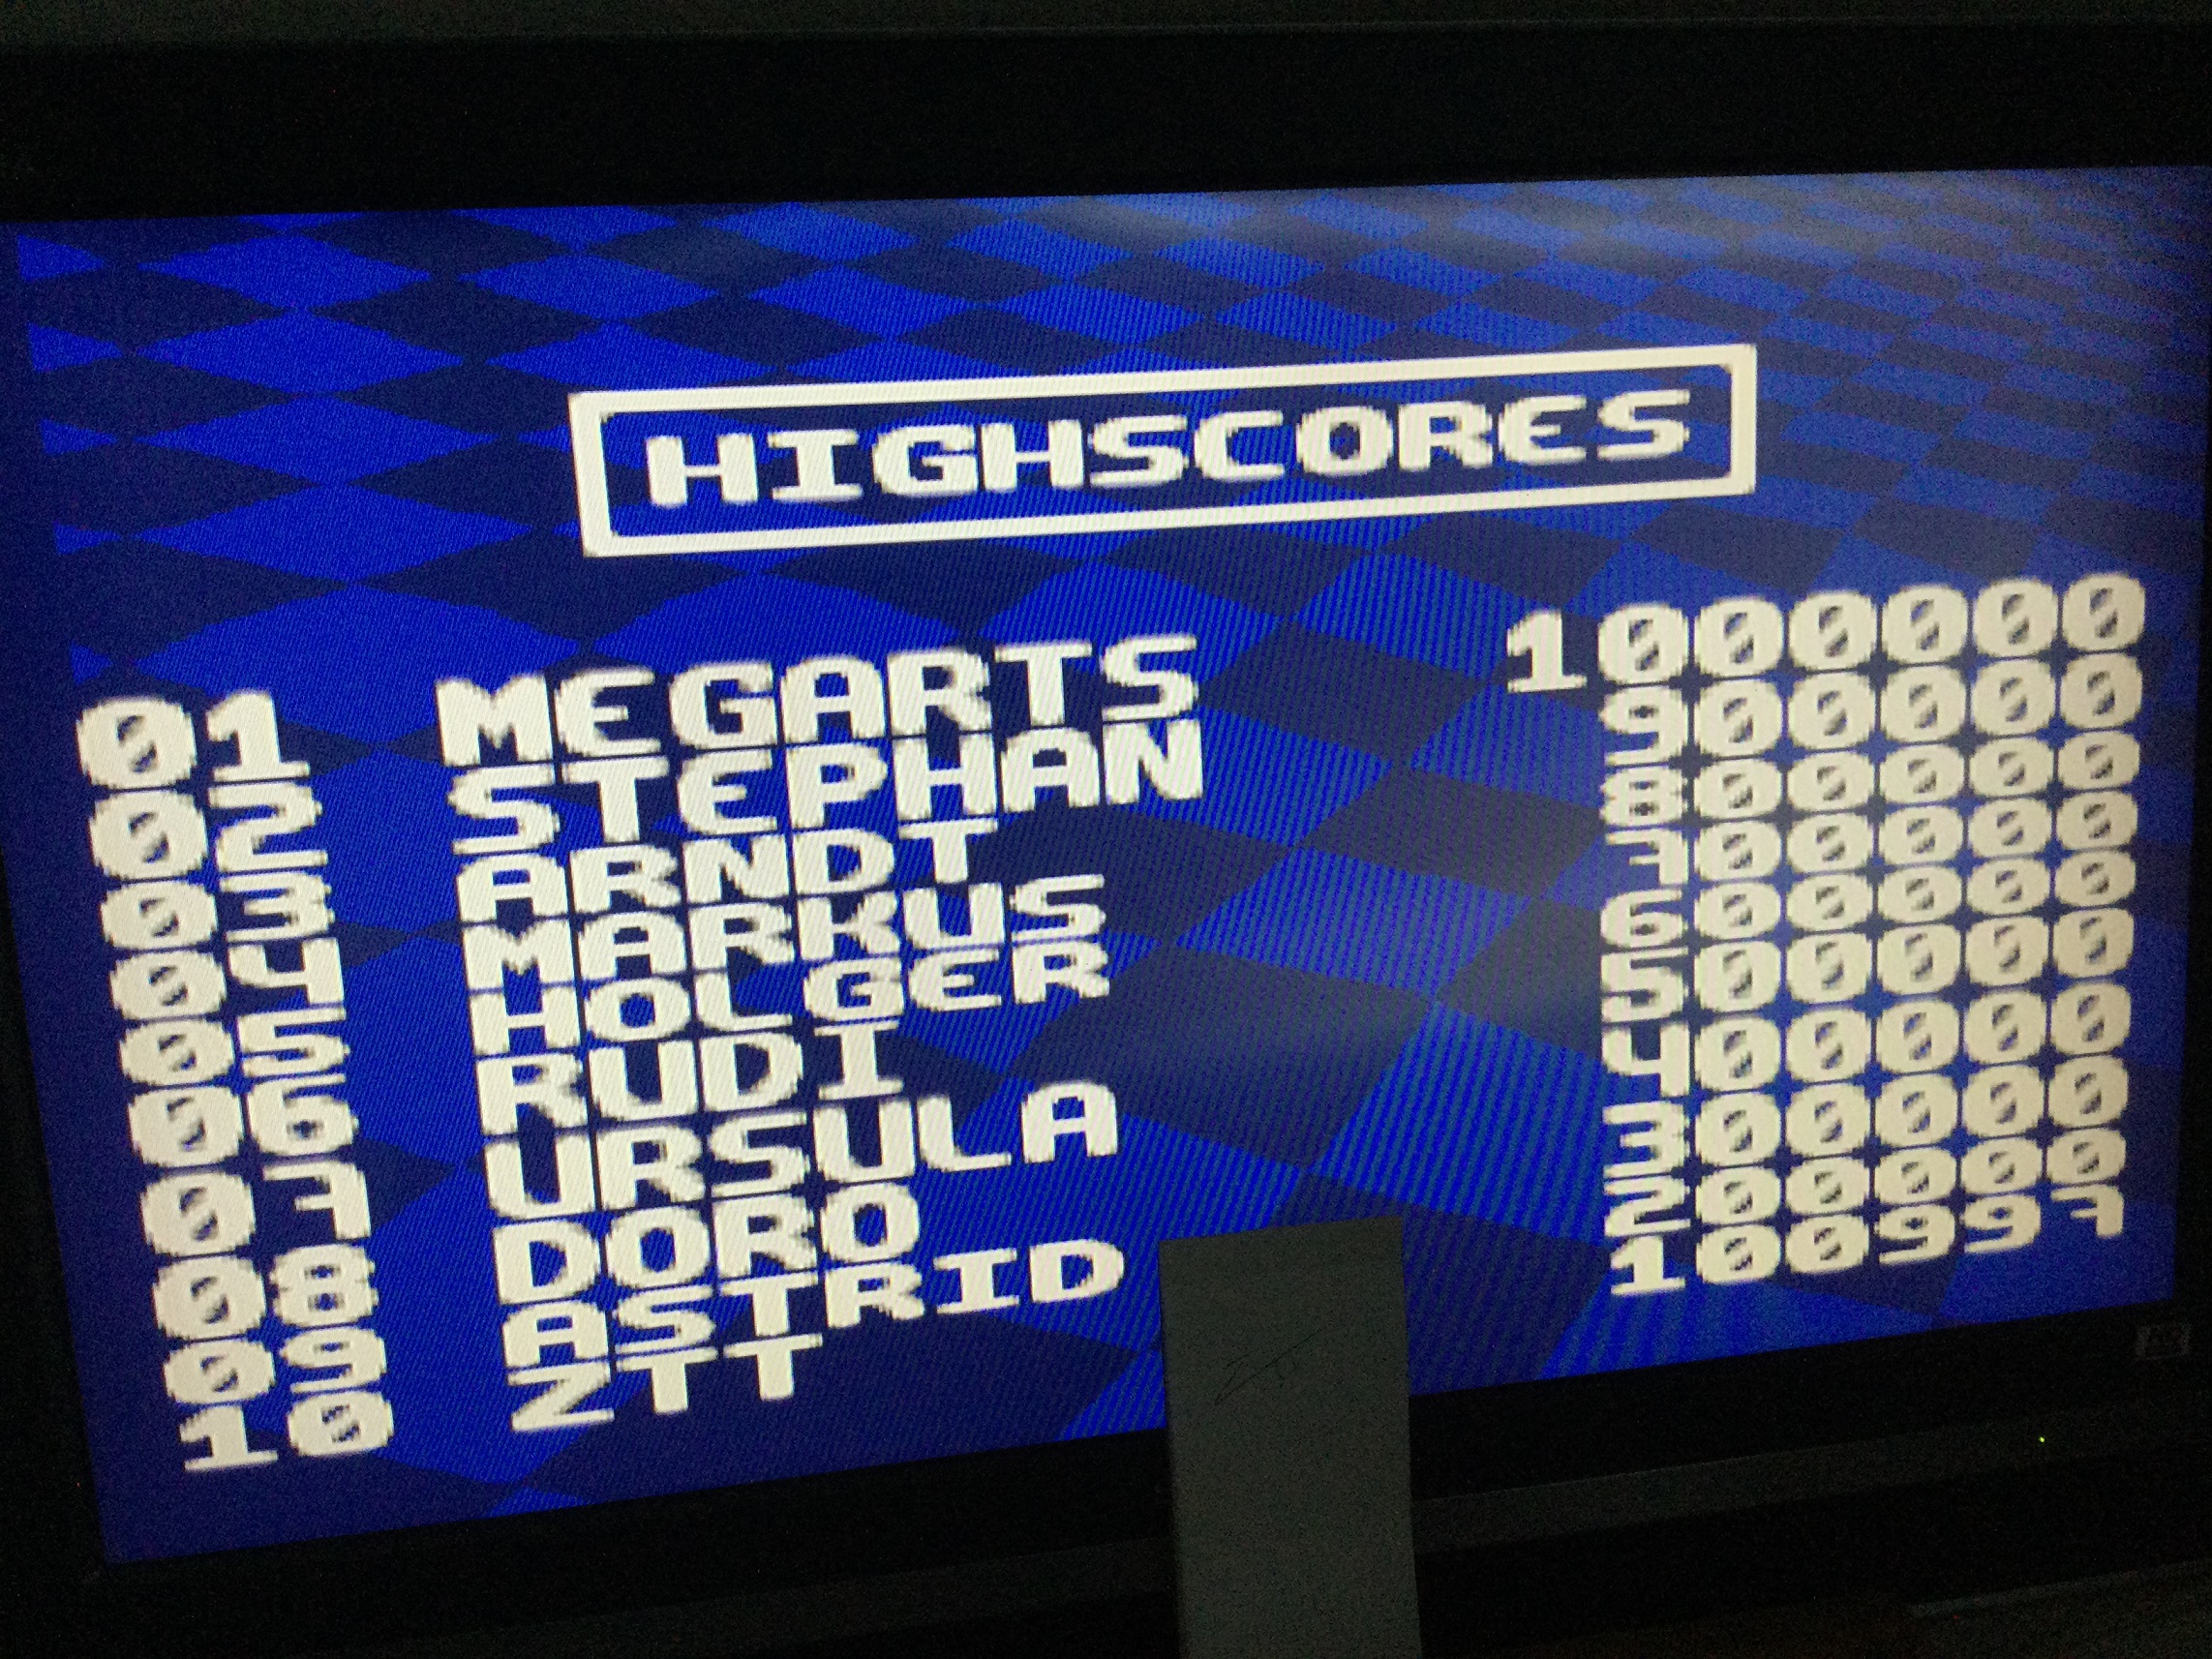 HIGHSCORES
01 MEGARTS 1000000
02 STEPHAN 900000
03 ARNDT 800000
04 MARKUS 700000
05 HOLGER 600000
06 RUDI 500000
07 URSULA 400000
08 DORO 300000
09 ASTRID 200000
10 ZTT 100997